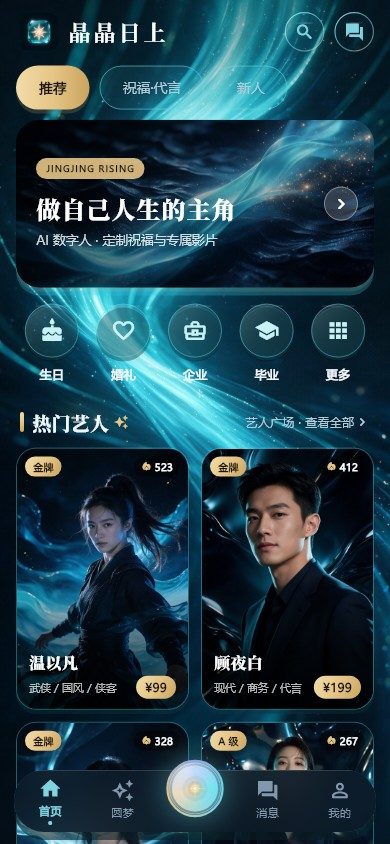 晶晶日上
推荐
祝福·代言
新人
JINGJING RISING
做自己人生的主角
AI 数字人 · 定制祝福与专属影片
生日
婚礼
企业
毕业
更多
热门艺人
艺人广场 · 查看全部
金牌
523
温以凡
武侠 / 国风 / 侠客
¥99
金牌
412
顾夜白
现代 / 商务 / 代言
¥199
金牌
328
A 级
267
首页
圆梦
消息
我的